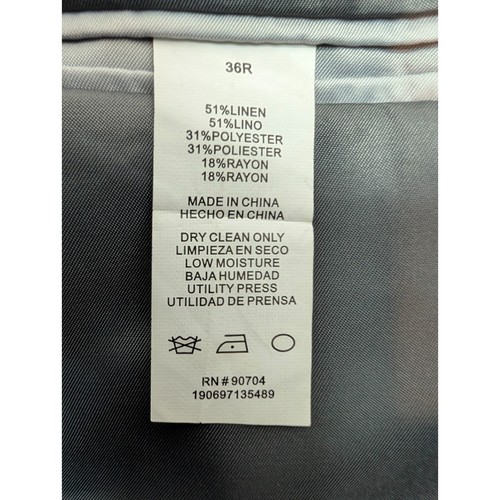 36R
51%LINEN
51%LINO
31%POLYESTER
31%POLIESTER
18%RAYON
18%RAYON
MADE IN CHINA
HECHO EN CHINA
DRY CLEAN ONLY
LIMPIEZA EN SECO
LOW MOISTURE
BAJA HUMEDAD
UTILITY PRESS
UTILIDAD DE PRENSA
RN # 90704
190697135489